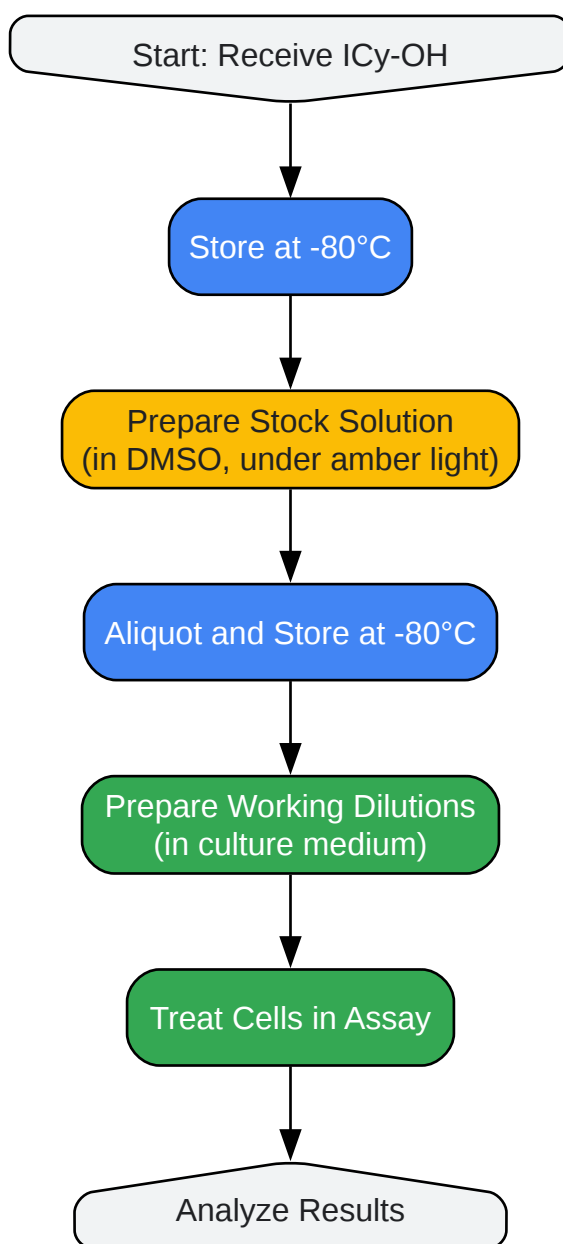 Start: Receive ICy-OH
Store at -80°C
Prepare Stock Solution
(in DMSO, under amber light)
Aliquot and Store at -80°C
Prepare Working Dilutions
(in culture medium)
Treat Cells in Assay
Analyze Results